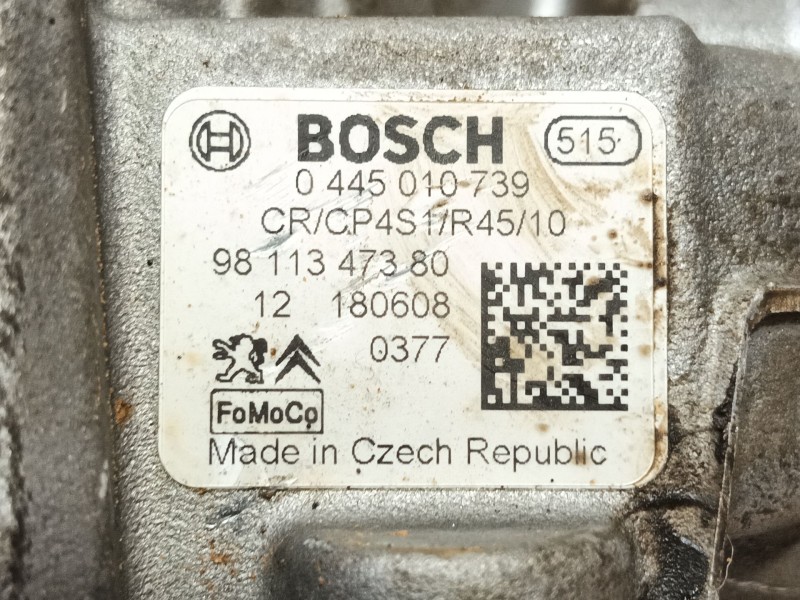 BOSCH 515
0 445 010 739
CR/CP4S1/R45/10
98 113 473 80
12 180608
0377
FoMoCo
Made in Czech Republic